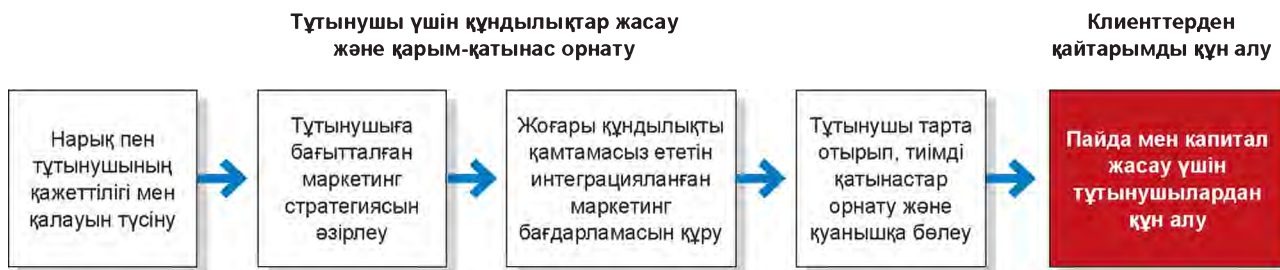 Тұтынушы үшін құндылықтар жасау
және қарым-қатынас орнату
Клиенттерден
қайтарымды құн алу
Нарық пен
тұтынушының
қажеттілігі мен
қалауын түсіну
Тұтынушыға
бағытталған
маркетинг
стратегиясын
әзірлеу
Жоғары құндылықты
қамтамасыз ететін
интеграцияланған
маркетинг
бағдарламасын құру
Тұтынушы тарта
отырып, тиімді
қатынастар
орнату және
қуанышқа бөлеу
Пайда мен капитал
жасау үшін
тұтынушылардан
құн алу